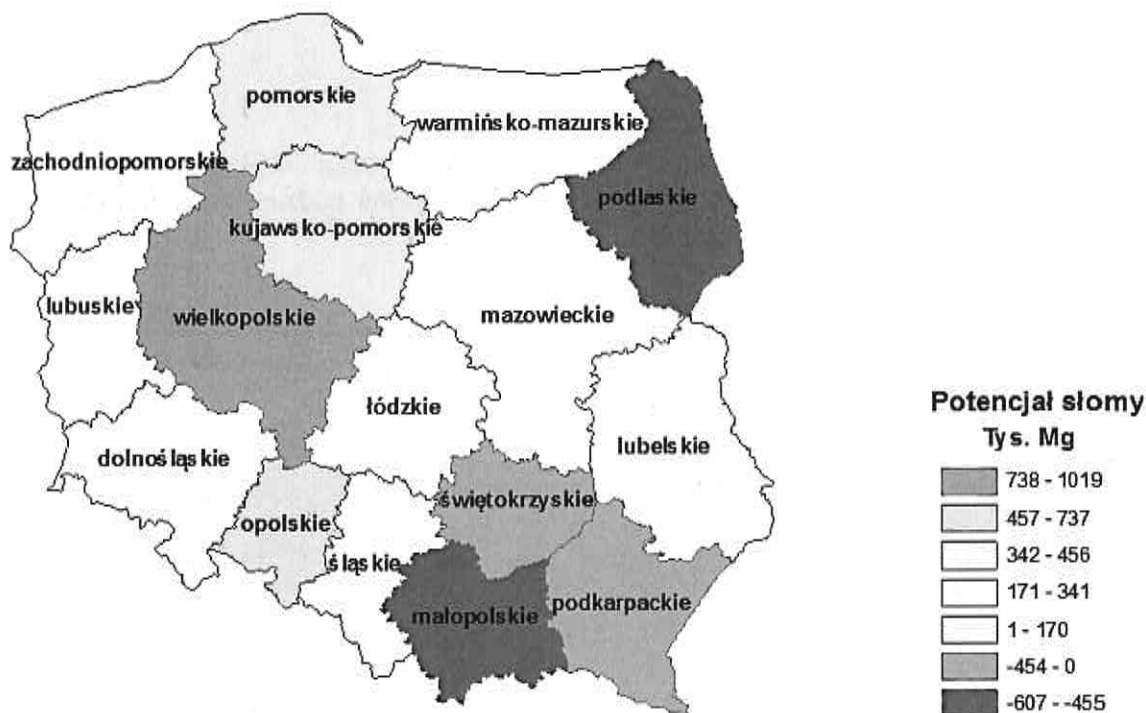 pomorskie
warmińsko-mazurskie
zachodniopomorskie
podlaskie
kujawsko-pomorskie
lubuskie
wielkopolskie
mazowieckie
łódzkie
lubelskie
dolnośląskie
świętokrzyskie
opolskie
śląskie
małopolskie
podkarpackie
Potencjał słomy
Tys. Mg
738 - 1019
457 - 737
342 - 456
171 - 341
1 - 170
-454 - 0
-607 - -455